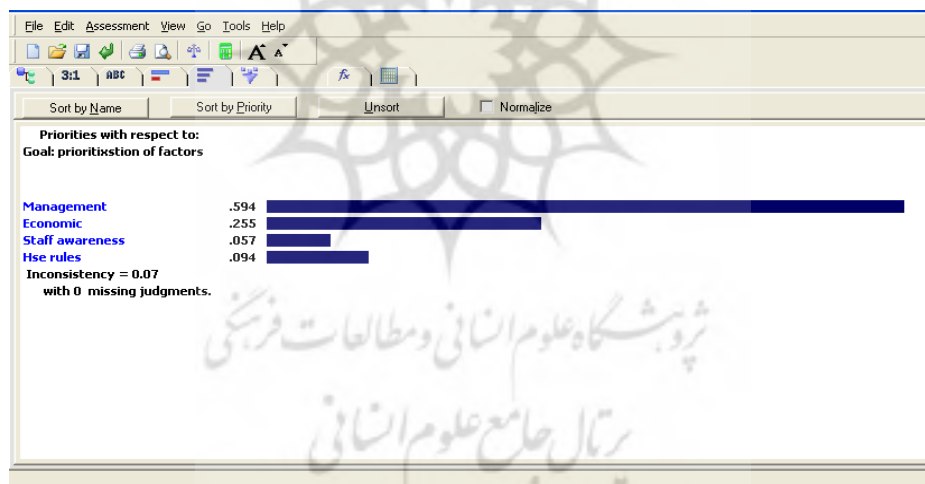 File Edit Assessment View Go Tools Help
A A
3:1 ABC fx
Sort by Name Sort by Priority Unsort Normalize
Priorities with respect to:
Goal: prioritixstion of factors
Management .594
Economic .255
Staff awareness .057
Hse rules .094
Inconsistency = 0.07
with 0 missing judgments.
پژوهشگاه علوم انسانی و مطالعات فرهنگی
پرتال جامع علوم انسانی